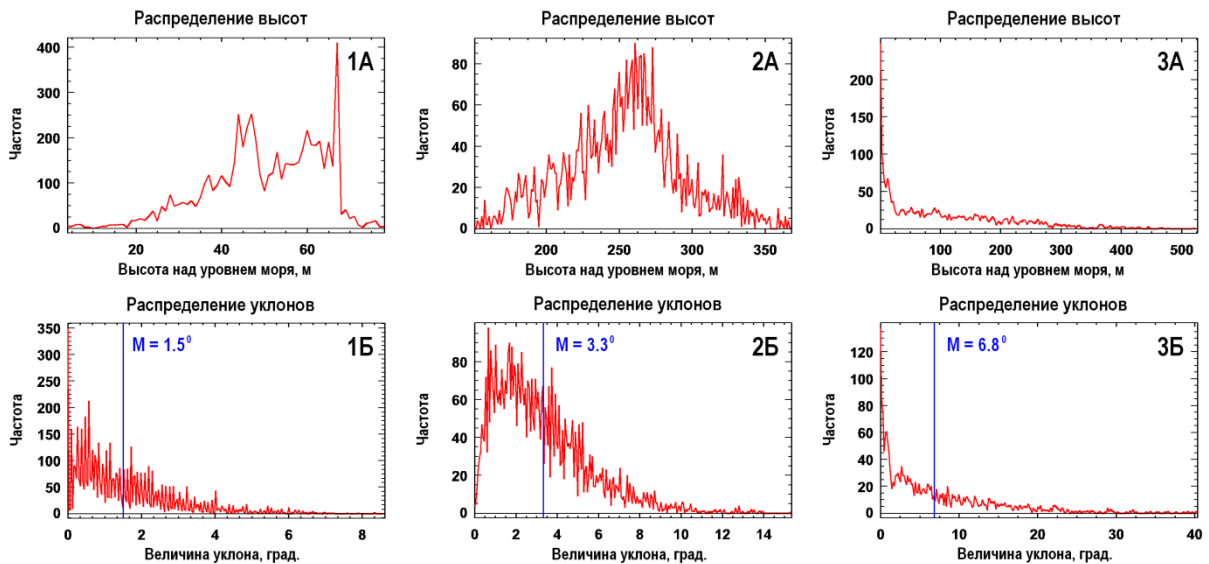 Распределение высот
1А
Частота
400
300
200
100
0
20
40
60
Высота над уровнем моря, м
Распределение высот
2А
Частота
80
60
40
20
0
200
250
300
350
Высота над уровнем моря, м
Распределение высот
3А
Частота
200
150
100
50
0
100
200
300
400
500
Высота над уровнем моря, м
Распределение уклонов
M = 1.5⁰
1Б
Частота
350
300
250
200
150
100
50
0
0
2
4
6
8
Величина уклона, град.
Распределение уклонов
M = 3.3⁰
2Б
Частота
80
60
40
20
0
0
2
4
6
8
10
12
14
Величина уклона, град.
Распределение уклонов
M = 6.8⁰
3Б
Частота
120
100
80
60
40
20
0
0
10
20
30
40
Величина уклона, град.